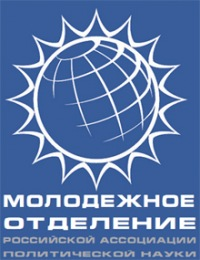 МОЛОДЕЖНОЕ
ОТДЕЛЕНИЕ
РОССИЙСКОЙ АССОЦИАЦИИ
ПОЛИТИЧЕСКОЙ НАУКИ